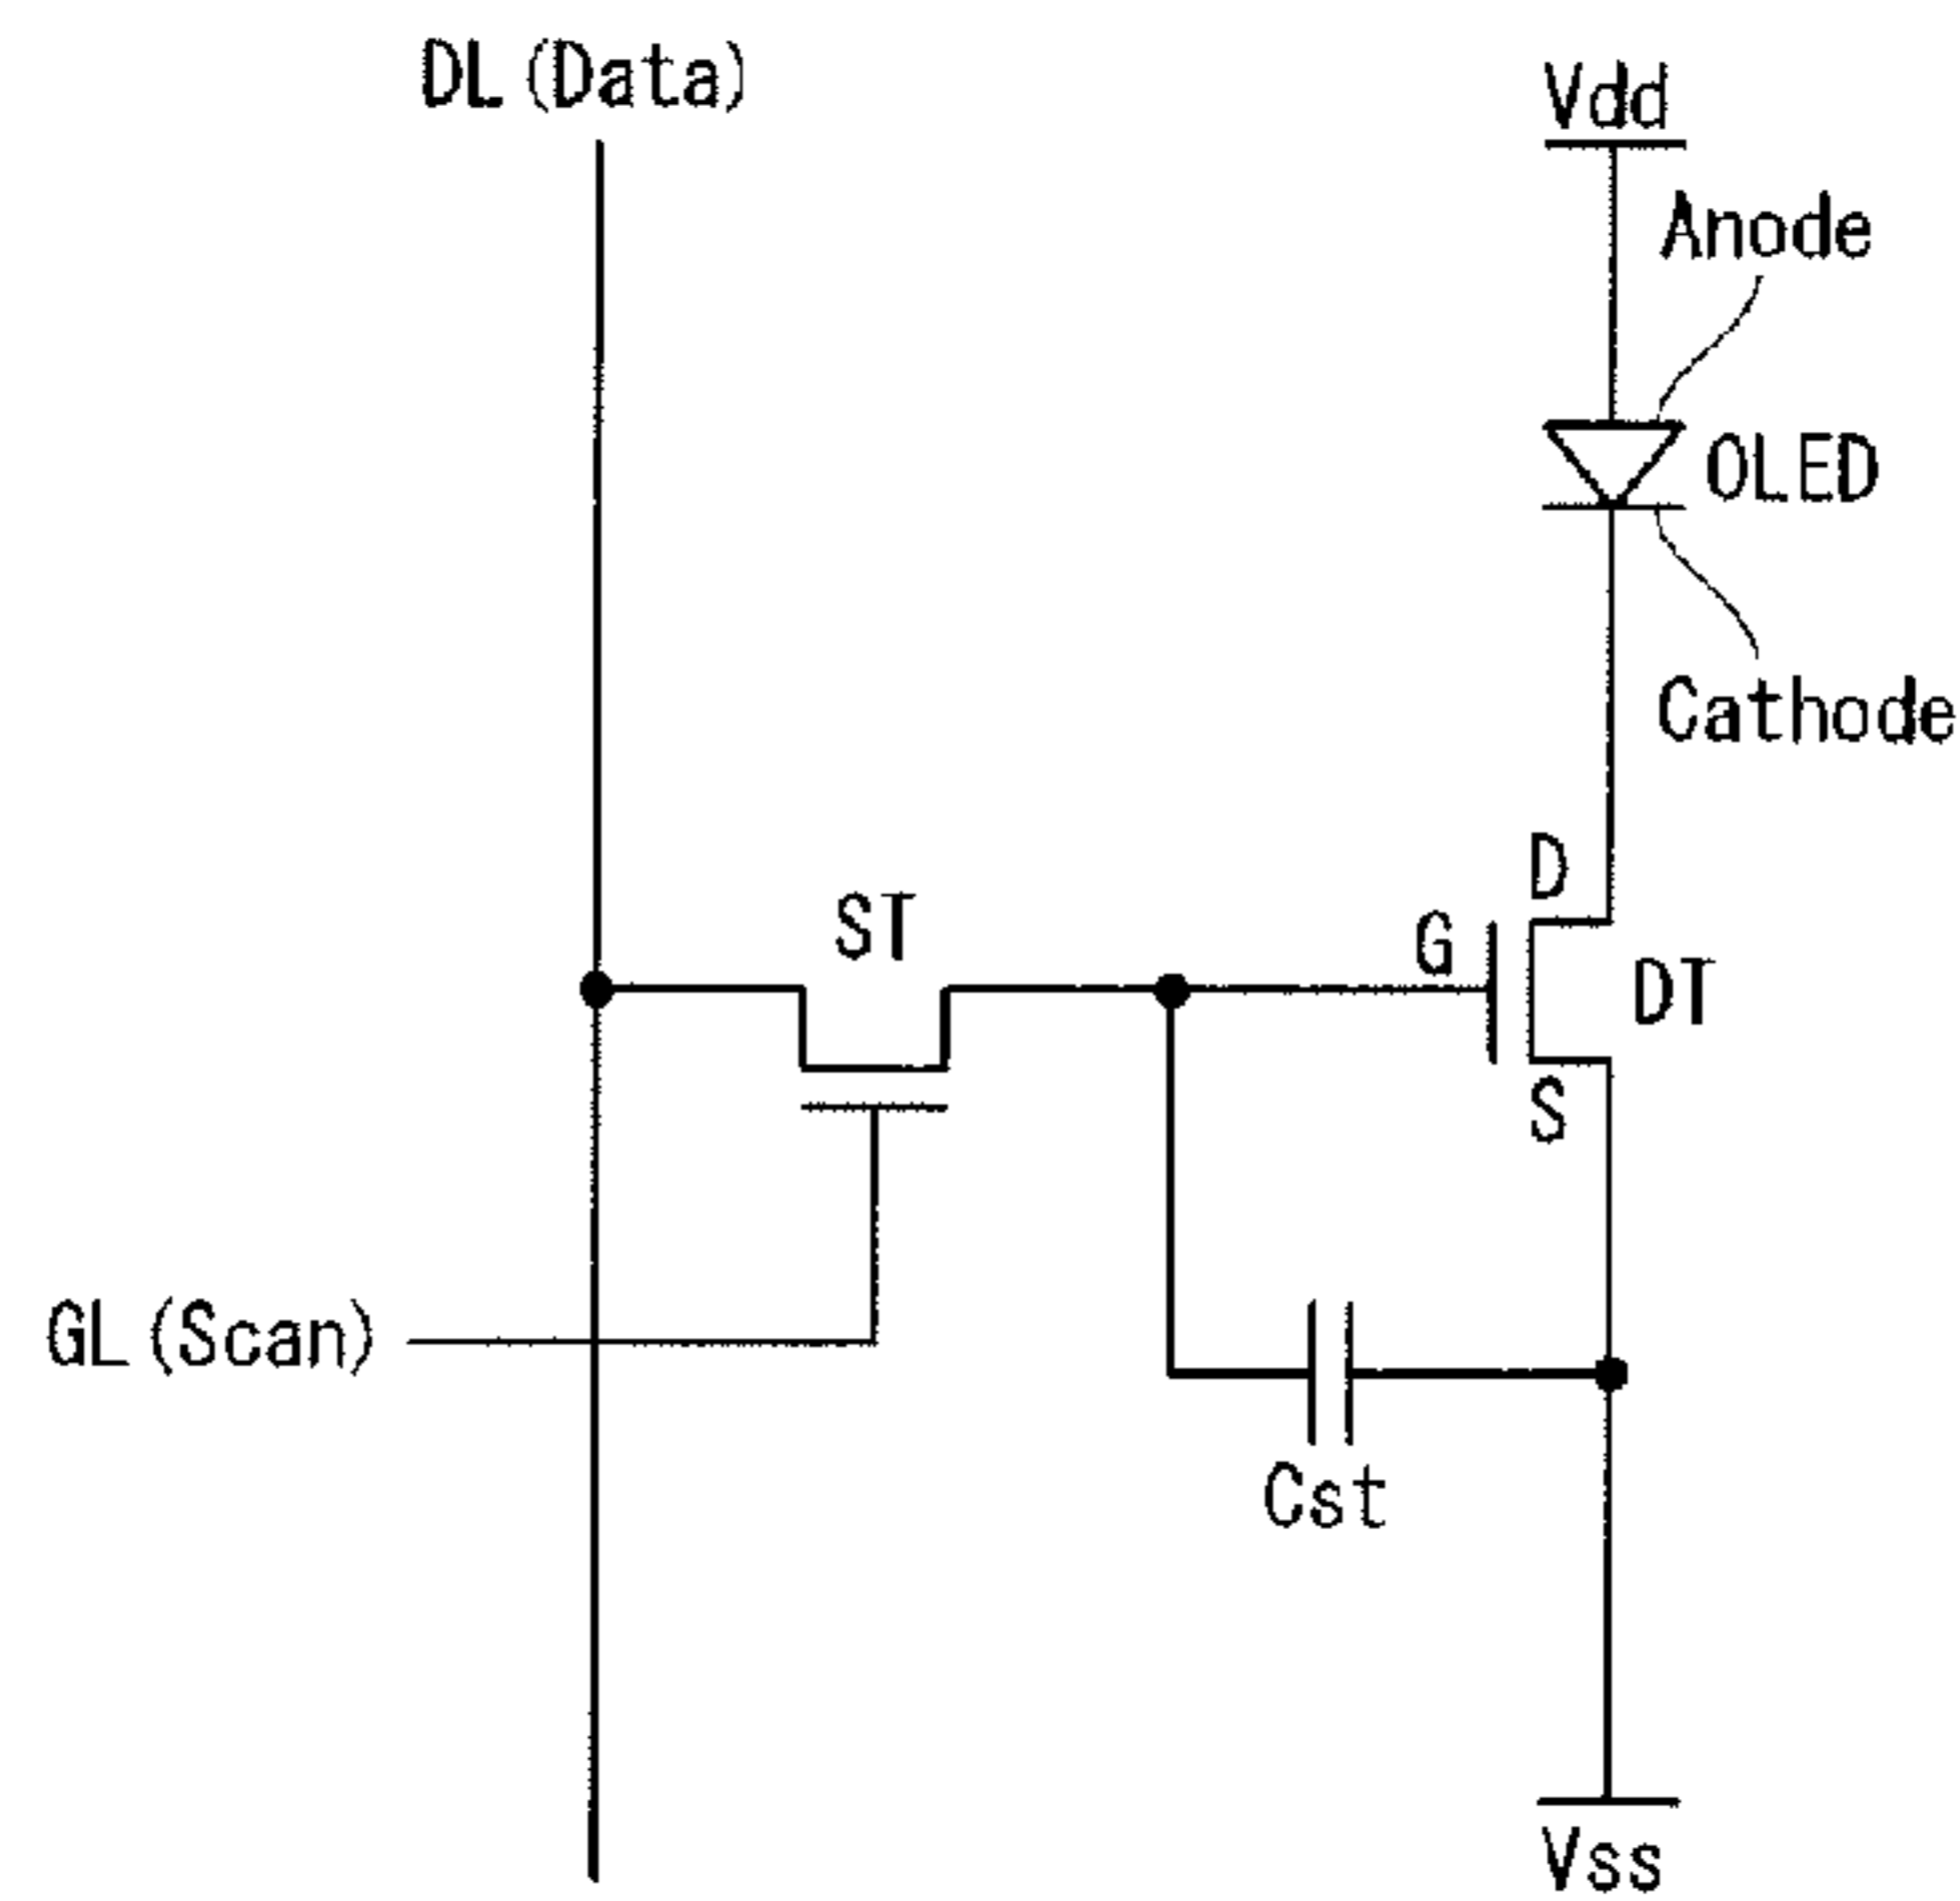 DL(Data)
Vdd
Anode
OLED
Cathode
D
ST
G
DT
S
GL(Scan)
Cst
Vss